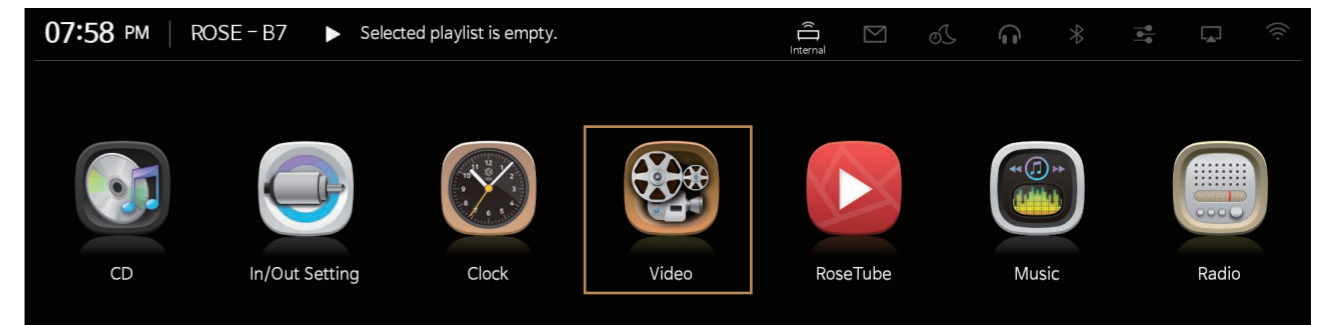 07:58 PM ROSE – B7 Selected playlist is empty.
Internal
CD In/Out Setting Clock Video RoseTube Music Radio